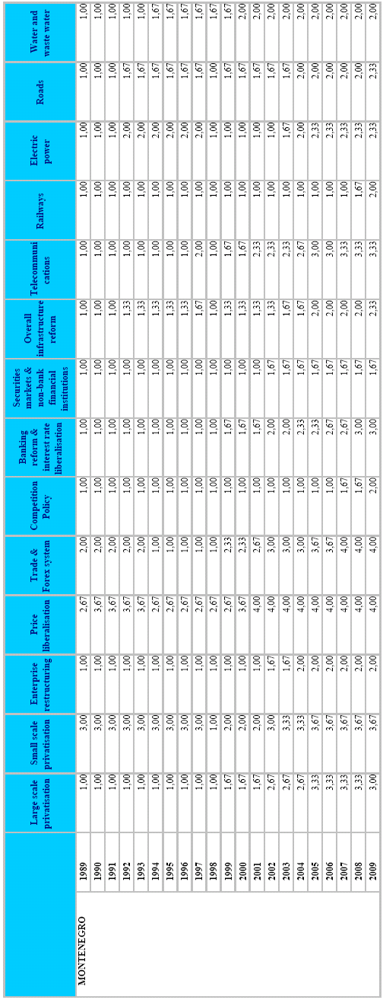 Large scale privatisation Small scale privatisation Enterprise restructuring Price liberalisation Trade & Forex system Competition Policy Banking reform & interest rate liberalisation Securities markets & non-bank financial institutions Overall infrastructure reform Telecommuni cations Railways Electric power Roads Water and waste water
MONTENEGRO 1989 1,00 3,00 1,00 2,67 2,00 1,00 1,00 1,00 1,00 1,00 1,00 1,00 1,00 1,00
1990 1,00 3,00 1,00 3,67 2,00 1,00 1,00 1,00 1,00 1,00 1,00 1,00 1,00 1,00
1991 1,00 3,00 1,00 3,67 2,00 1,00 1,00 1,00 1,00 1,00 1,00 1,00 1,00 1,00
1992 1,00 3,00 1,00 3,67 2,00 1,00 1,00 1,00 1,33 1,00 1,00 2,00 1,67 1,00
1993 1,00 3,00 1,00 3,67 2,00 1,00 1,00 1,00 1,33 1,00 1,00 2,00 1,67 1,00
1994 1,00 3,00 1,00 2,67 1,00 1,00 1,00 1,00 1,33 1,00 1,00 2,00 1,67 1,67
1995 1,00 3,00 1,00 2,67 1,00 1,00 1,00 1,00 1,33 1,00 1,00 2,00 1,67 1,67
1996 1,00 3,00 1,00 2,67 1,00 1,00 1,00 1,00 1,33 1,00 1,00 2,00 1,67 1,67
1997 1,00 3,00 1,00 2,67 1,00 1,00 1,00 1,00 1,67 2,00 1,00 2,00 1,67 1,67
1998 1,00 1,00 1,00 2,67 1,00 1,00 1,00 1,00 1,00 1,00 1,00 1,00 1,00 1,67
1999 1,67 2,00 1,00 2,67 2,33 1,00 1,67 1,00 1,33 1,67 1,00 1,00 1,67 1,67
2000 1,67 2,00 1,00 3,67 2,33 1,00 1,67 1,00 1,33 1,67 1,00 1,00 1,67 2,00
2001 1,67 2,00 1,00 4,00 2,67 1,00 1,67 1,00 1,33 2,33 1,00 1,00 1,67 2,00
2002 2,67 3,00 1,67 4,00 3,00 1,00 2,00 1,67 1,33 2,33 1,00 1,00 1,67 2,00
2003 2,67 3,33 1,67 4,00 3,00 1,00 2,00 1,67 1,67 2,33 1,00 1,67 1,67 2,00
2004 2,67 3,33 2,00 4,00 3,00 1,00 2,33 1,67 1,67 2,67 1,00 2,00 2,00 2,00
2005 3,33 3,67 2,00 4,00 3,67 1,00 2,33 1,67 2,00 3,00 1,00 2,33 2,00 2,00
2006 3,33 3,67 2,00 4,00 3,67 1,00 2,67 1,67 2,00 3,00 1,00 2,33 2,00 2,00
2007 3,33 3,67 2,00 4,00 4,00 1,67 2,67 1,67 2,00 3,33 1,00 2,33 2,00 2,00
2008 3,33 3,67 2,00 4,00 4,00 1,67 3,00 1,67 2,00 3,33 1,67 2,33 2,00 2,00
2009 3,00 3,67 2,00 4,00 4,00 2,00 3,00 1,67 2,33 3,33 2,00 2,33 2,33 2,00